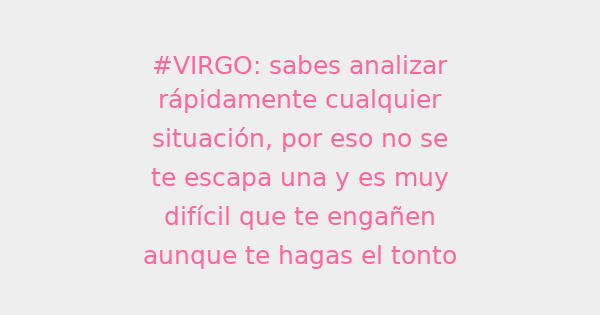 #VIRGO: sabes analizar
rápidamente cualquier
situación, por eso no se
te escapa una y es muy
difícil que te engañen
aunque te hagas el tonto